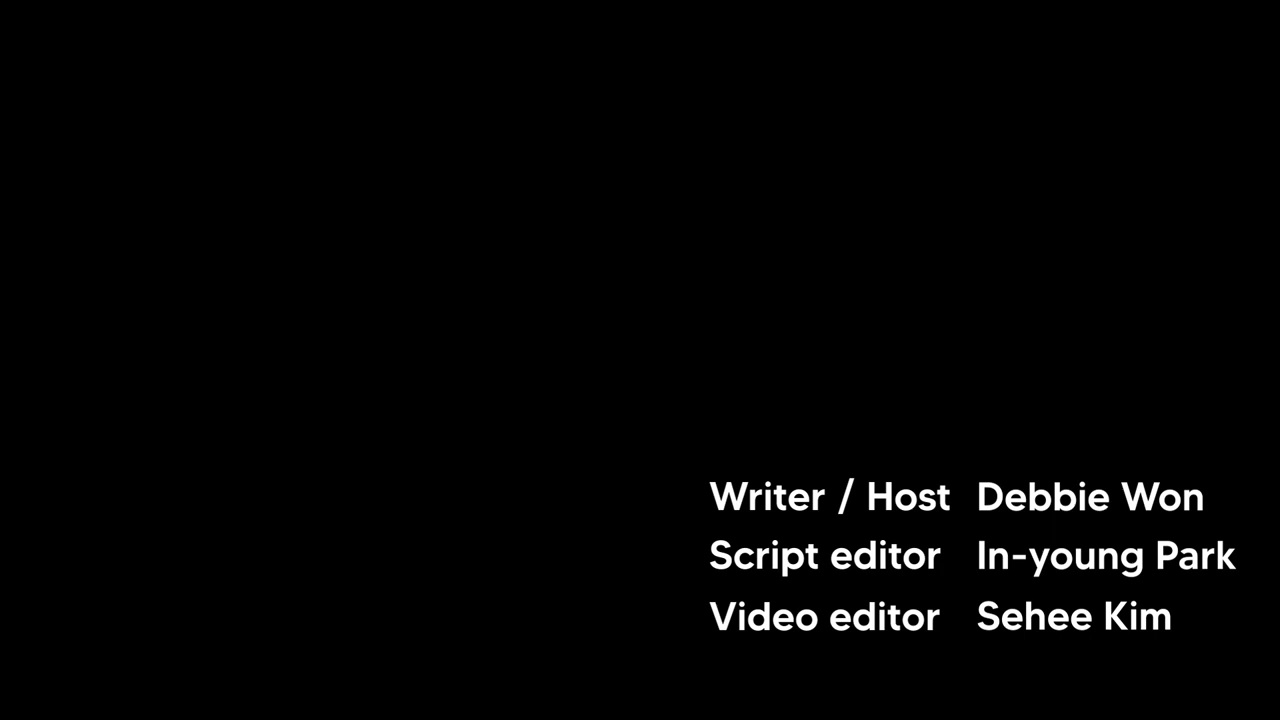 Writer / Host Debbie Won
Script editor In-young Park
Video editor Sehee Kim